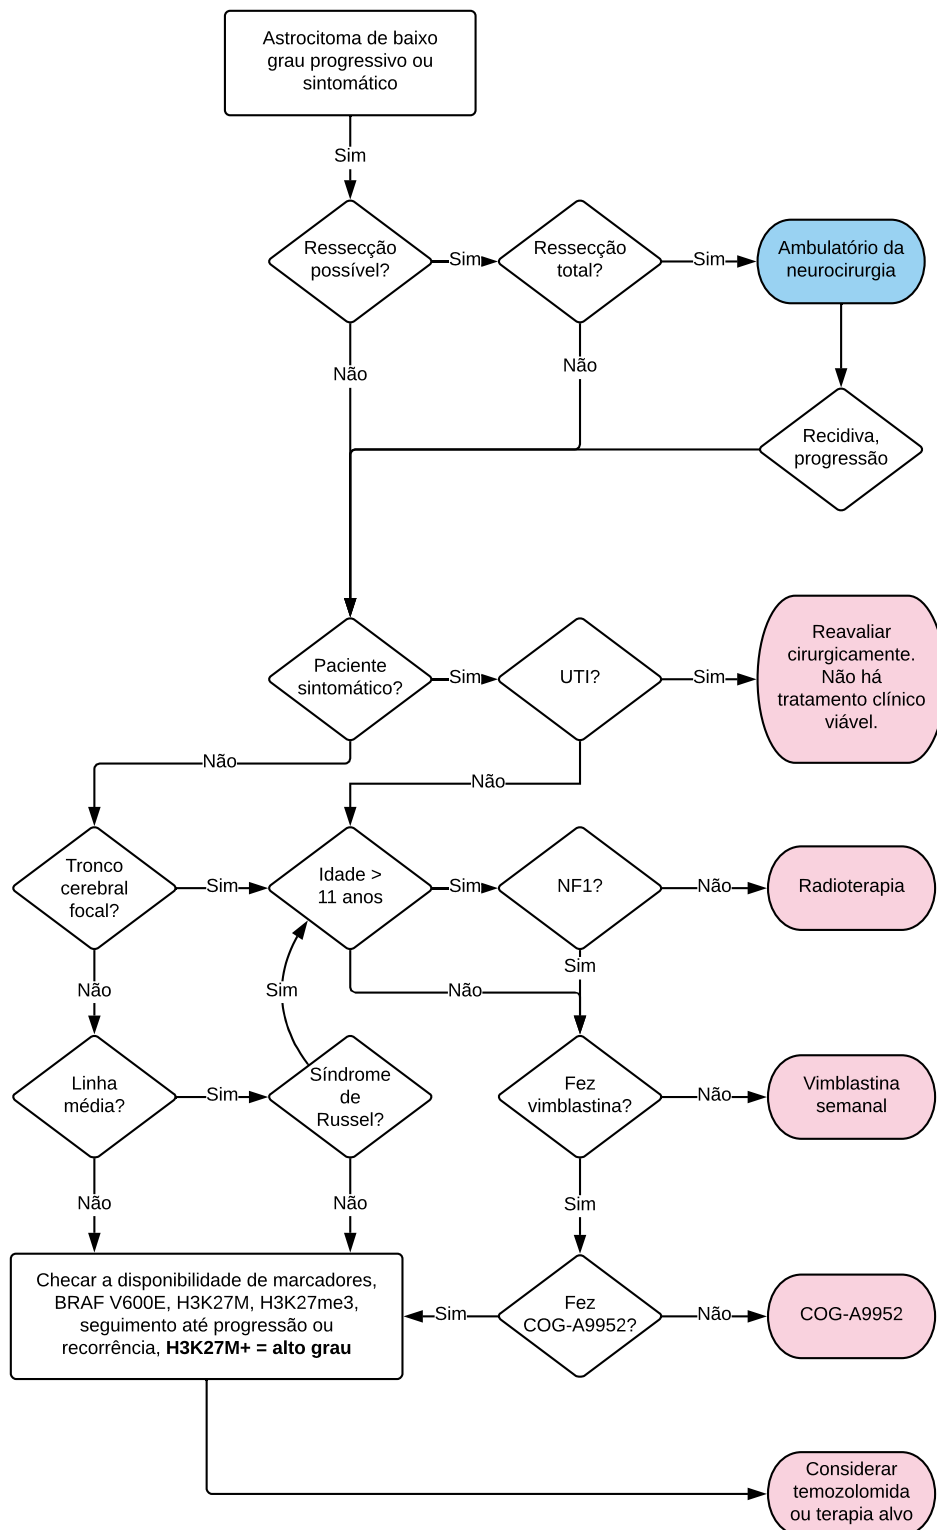 Astrocitoma de baixo
grau progressivo ou
sintomático
Sim
Ressecção
possível?
Sim
Ressecção
total?
Sim
Ambulatório da
neurocirurgia
Não
Não
Recidiva,
progressão
Paciente
sintomático?
Sim
UTI?
Sim
Reavaliar
cirurgicamente.
Não há
tratamento clínico
viável.
Não
Não
Tronco
cerebral
focal?
Sim
Idade >
11 anos
Sim
NF1?
Não
Radioterapia
Sim
Não
Sim
Não
Linha
média?
Sim
Síndrome
de
Russel?
Fez
vimblastina?
Não
Vimblastina
semanal
Não
Não
Sim
Checar a disponibilidade de marcadores,
BRAF V600E, H3K27M, H3K27me3,
seguimento até progressão ou
recorrência, H3K27M+ = alto grau
Sim
Fez
COG-A9952?
Não
COG-A9952
Considerar
temozolomida
ou terapia alvo